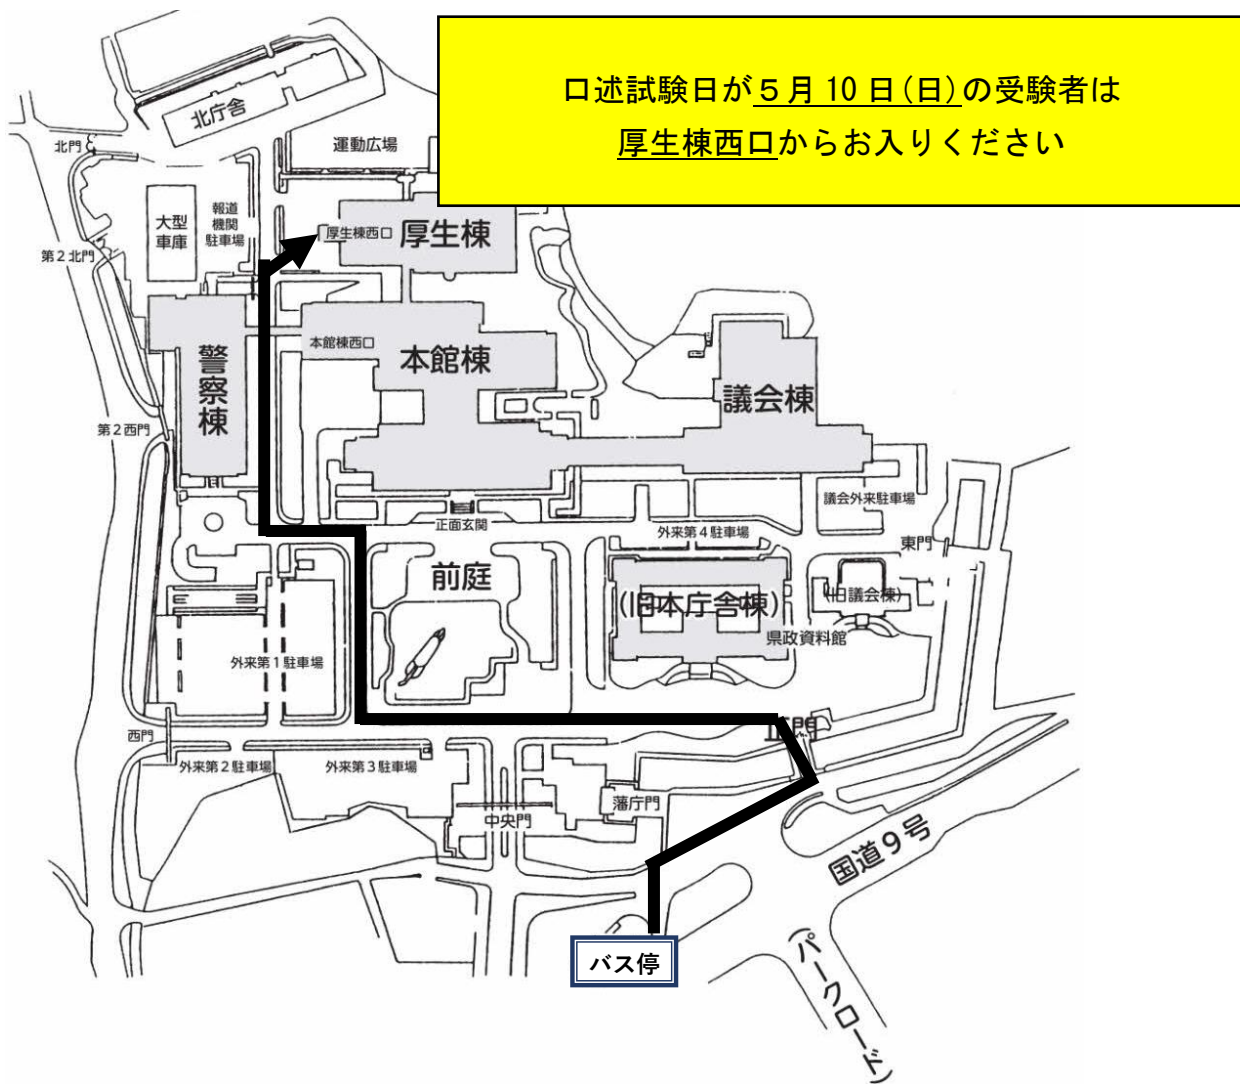 口述試験日が５月10日(日)の受験者は
厚生棟西口からお入りください
北庁舎
北門
運動広場
大型
車庫
報道
機関
駐車場
厚生棟西口
厚生棟
第２北門
本館棟西口
本館棟
警察棟
議会棟
第２西門
議会外来駐車場
正面玄関
外来第４駐車場
東門
前庭
(旧本庁舎棟)
(旧議会棟)
県政資料館
外来第１駐車場
西門
正門
外来第２駐車場
外来第３駐車場
藩庁門
中央門
国道９号
バス停
(パークロード)